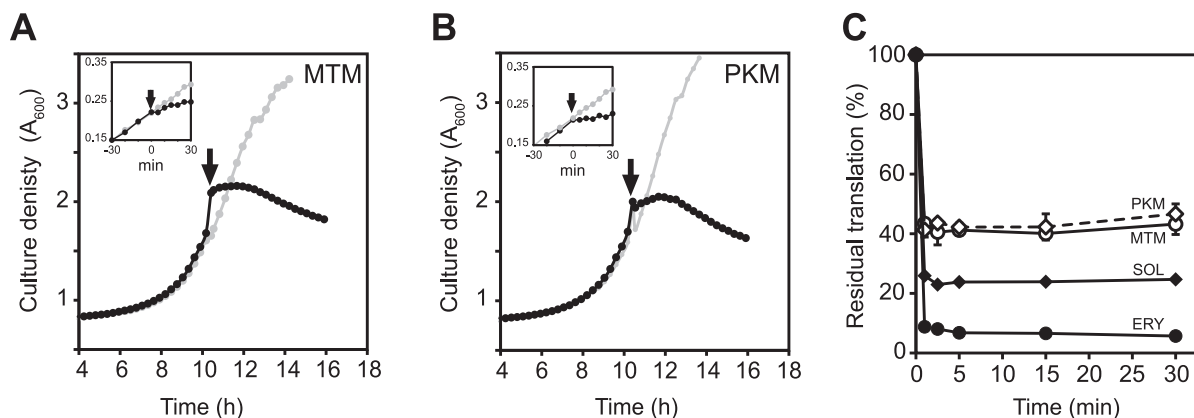 A
MTM
Culture denisty (A600)
3
2
1
4 6 8 10 12 14 16 18
Time (h)
0.35
0.25
0.15
-30 0 30
min
B
PKM
Culture denisty (A600)
3
2
1
4 6 8 10 12 14 16 18
Time (h)
0.35
0.25
0.15
-30 0 30
min
C
Residual translation (%)
100
80
60
40
20
0
PKM
MTM
SOL
ERY
0 5 10 15 20 25 30
Time (min)